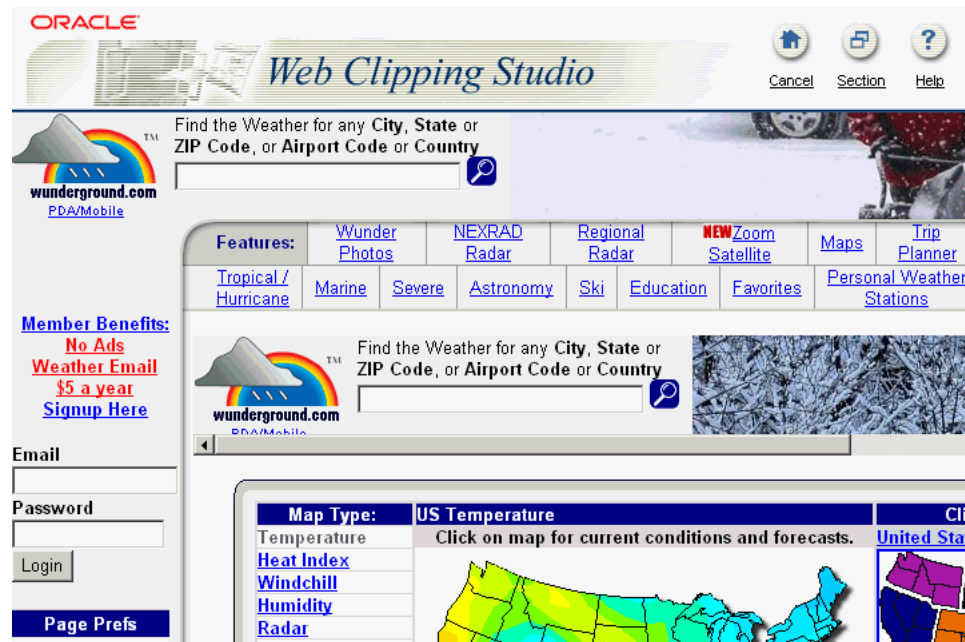 ORACLE
Web Clipping Studio
Cancel Section Help
Find the Weather for any City, State or
ZIP Code, or Airport Code or Country
TM
wunderground.com
PDA/Mobile
Features: Wunder Photos NEXRAD Radar Regional Radar NEW Zoom Satellite Maps Trip Planner
Tropical / Hurricane Marine Severe Astronomy Ski Education Favorites Personal Weather Stations
Member Benefits:
No Ads
Weather Email
$5 a year
Signup Here
Find the Weather for any City, State or
ZIP Code, or Airport Code or Country
TM
wunderground.com
PDA/Mobile
Email
Password
Login
Page Prefs
Map Type: US Temperature
Temperature Click on map for current conditions and forecasts. United Sta
Heat Index
Windchill
Humidity
Radar